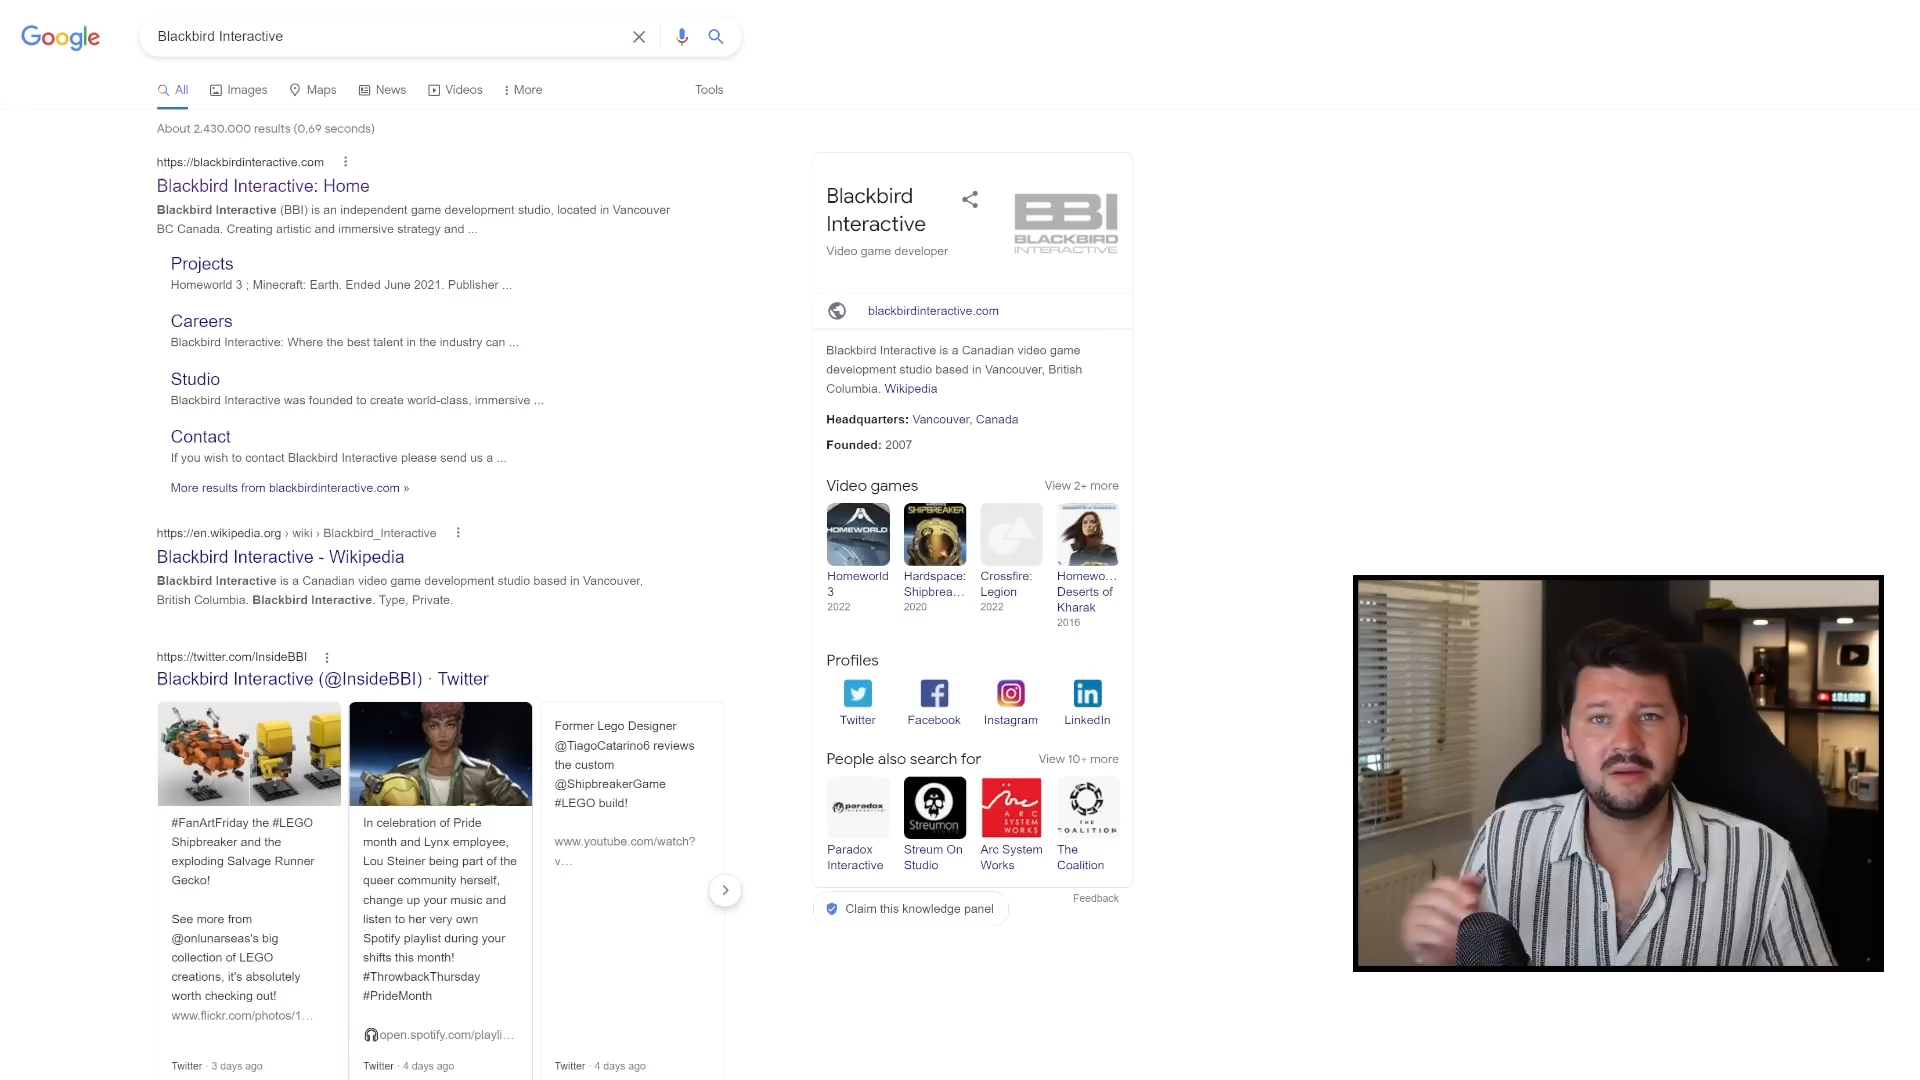 Google
Blackbird Interactive
All
Images
Maps
News
Videos
More
Tools
About 2.430.000 results (0,69 seconds)
https://blackbirdinteractive.com
Blackbird Interactive: Home
Blackbird Interactive (BBI) is an independent game development studio, located in Vancouver
BC Canada. Creating artistic and immersive strategy and ...
Projects
Homeworld 3 ; Minecraft: Earth. Ended June 2021. Publisher ...
Careers
Blackbird Interactive: Where the best talent in the industry can ...
Studio
Blackbird Interactive was founded to create world-class, immersive ...
Contact
If you wish to contact Blackbird Interactive please send us a ...
More results from blackbirdinteractive.com »
https://en.wikipedia.org › wiki › Blackbird_Interactive
Blackbird Interactive - Wikipedia
Blackbird Interactive is a Canadian video game development studio based in Vancouver,
British Columbia. Blackbird Interactive. Type, Private.
https://twitter.com/InsideBBI
Blackbird Interactive (@InsideBBI) · Twitter
#FanArtFriday the #LEGO
Shipbreaker and the
exploding Salvage Runner
Gecko!
See more from
@onlunarseas's big
collection of LEGO
creations, it's absolutely
worth checking out!
www.flickr.com/photos/1...
Twitter · 3 days ago
In celebration of Pride
month and Lynx employee,
Lou Steiner being part of the
queer community herself,
change up your music and
listen to her very own
Spotify playlist during your
shifts this month!
#ThrowbackThursday
#PrideMonth
open.spotify.com/playli...
Twitter · 4 days ago
Former Lego Designer
@TiagoCatarino6 reviews
the custom
@ShipbreakerGame
#LEGO build!
www.youtube.com/watch?
v...
Twitter · 4 days ago
Blackbird
Interactive
Video game developer
BBI
BLACKBIRD
INTERACTIVE
blackbirdinteractive.com
Blackbird Interactive is a Canadian video game
development studio based in Vancouver, British
Columbia. Wikipedia
Headquarters: Vancouver, Canada
Founded: 2007
Video games
View 2+ more
HOMEWORLD
SHIPBREAKER
Homeworld
3
2022
Hardspace:
Shipbrea...
2020
Crossfire:
Legion
2022
Homewo...
Deserts of
Kharak
2016
Profiles
Twitter
Facebook
Instagram
LinkedIn
People also search for
View 10+ more
paradox
INTERACTIVE
Streumon
STUDIO
ARC
SYSTEM
WORKS
THE
COALITION
Paradox
Interactive
Streum On
Studio
Arc System
Works
The
Coalition
Feedback
Claim this knowledge panel